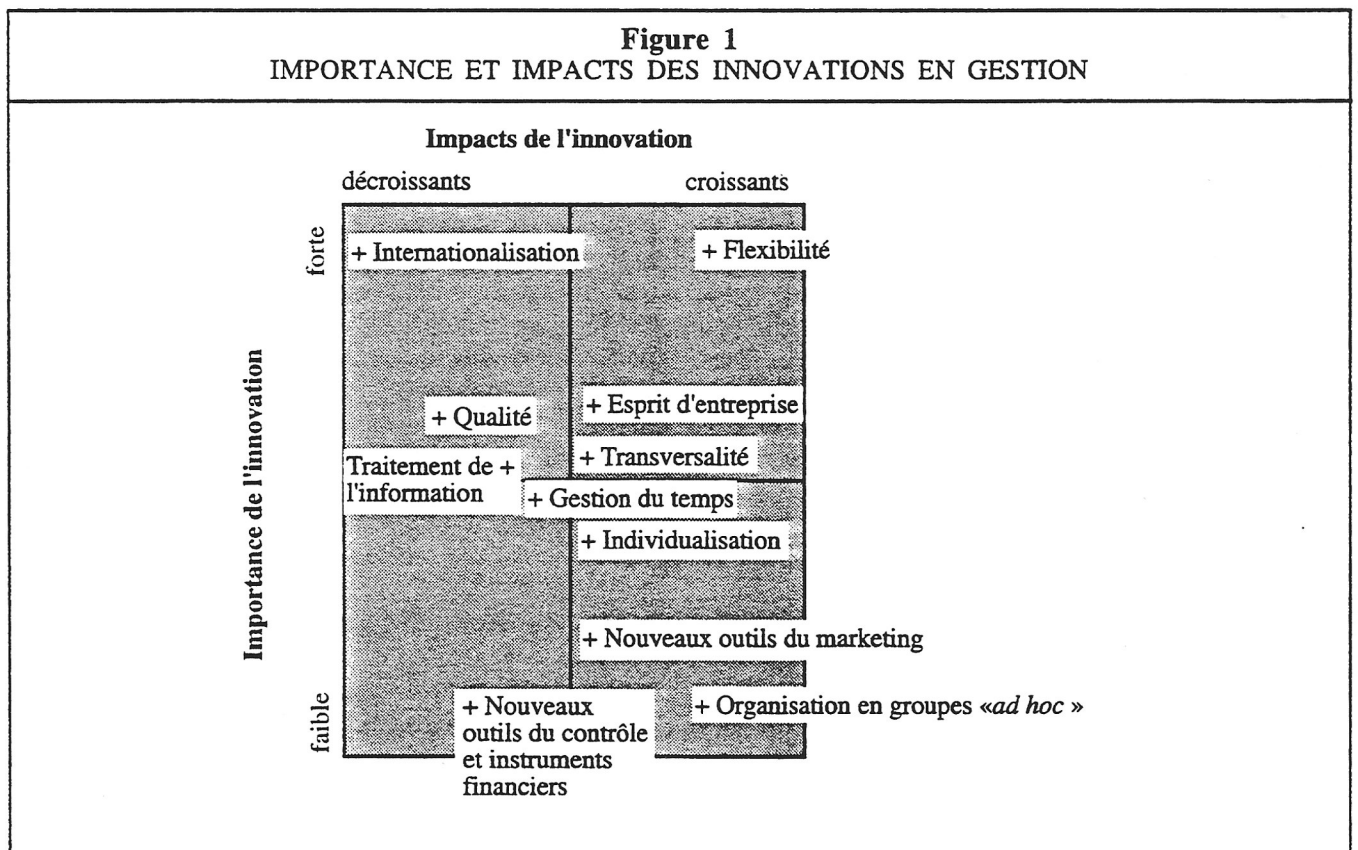 Figure 1
IMPORTANCE ET IMPACTS DES INNOVATIONS EN GESTION
Impacts de l'innovation
décroissants croissants
forte
+ Internationalisation + Flexibilité
Importance de l'innovation
+ Esprit d'entreprise
+ Qualité
+ Transversalité
Traitement de +
l'information
+ Gestion du temps
+ Individualisation
+ Nouveaux outils du marketing
faible
+ Nouveaux
outils du contrôle
et instruments
financiers
+ Organisation en groupes «ad hoc »